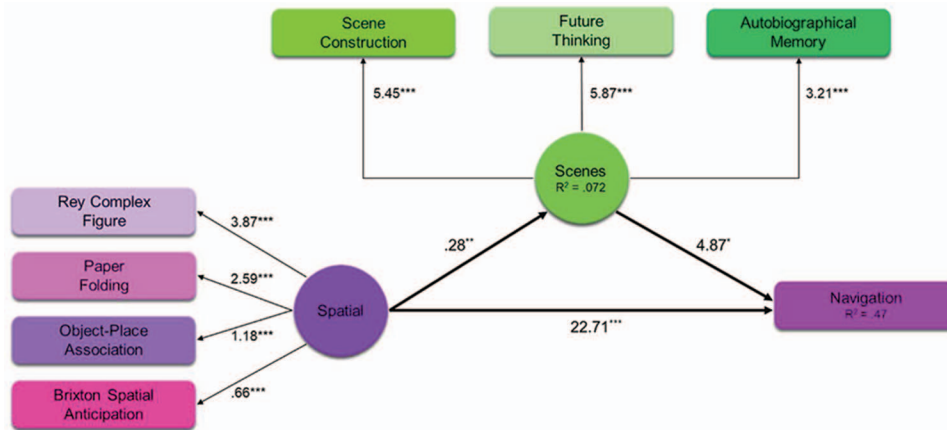 Scene
Construction
Future
Thinking
Autobiographical
Memory
5.45***
5.87***
3.21***
Scenes
R² = .072
Rey Complex
Figure
3.87***
.28**
4.87*
Paper
Folding
2.59***
Spatial
Navigation
R² = .47
22.71***
Object-Place
Association
1.18***
Brixton Spatial
Anticipation
.66***